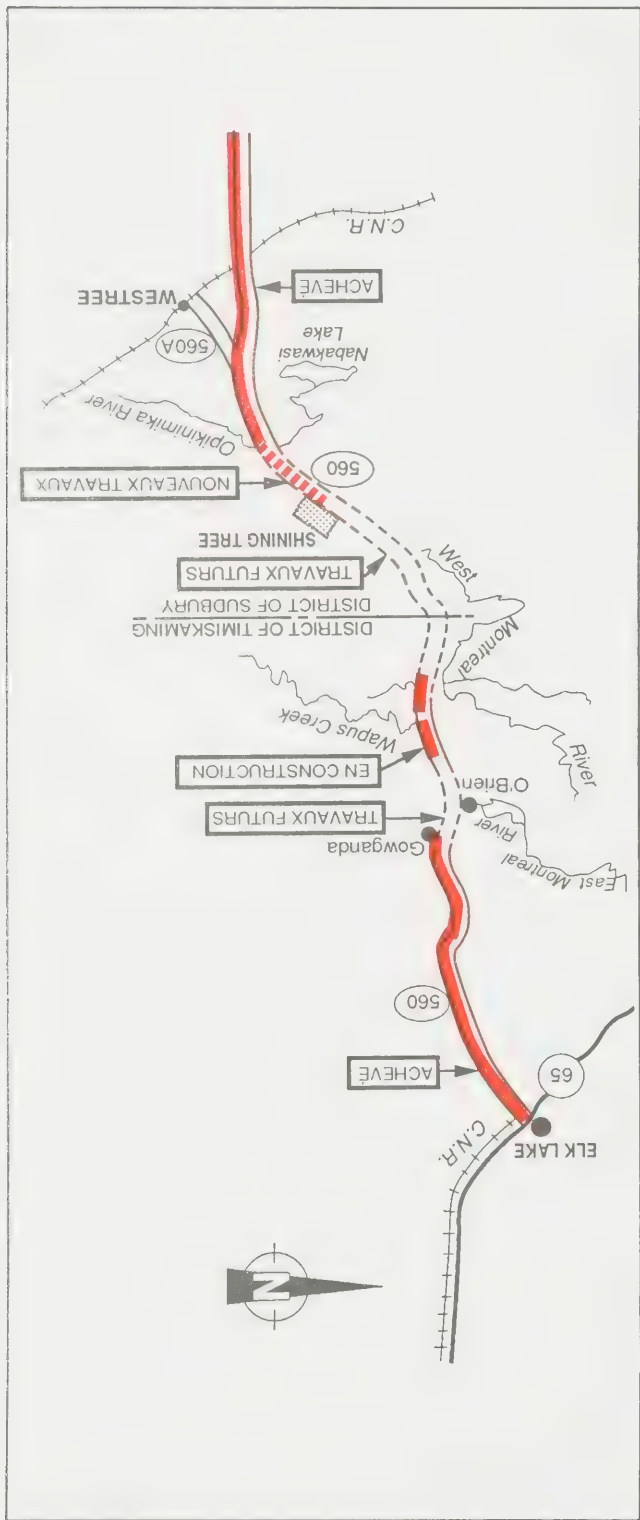 N
C.N.R.
ELK LAKE
65
ACHEVÉ
560
East Montreal
River
Gowganda
O'Brien
TRAVAUX FUTURS
EN CONSTRUCTION
River
Wapus Creek
Montreal
West
DISTRICT OF TIMISKAMING
DISTRICT OF SUDBURY
TRAVAUX FUTURS
SHINING TREE
NOUVEAUX TRAVAUX
560
Opikinimika River
Nabakwasi
Lake
560A
WESTREE
ACHEVÉ
C.N.R.